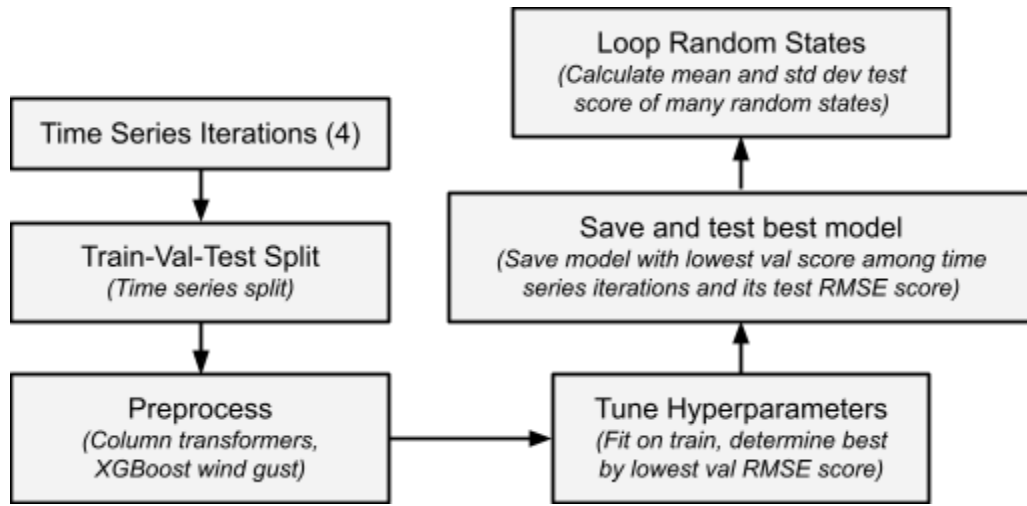 Time Series Iterations (4)
Train-Val-Test Split
(Time series split)
Preprocess
(Column transformers,
XGBoost wind gust)
Tune Hyperparameters
(Fit on train, determine best
by lowest val RMSE score)
Save and test best model
(Save model with lowest val score among time
series iterations and its test RMSE score)
Loop Random States
(Calculate mean and std dev test
score of many random states)